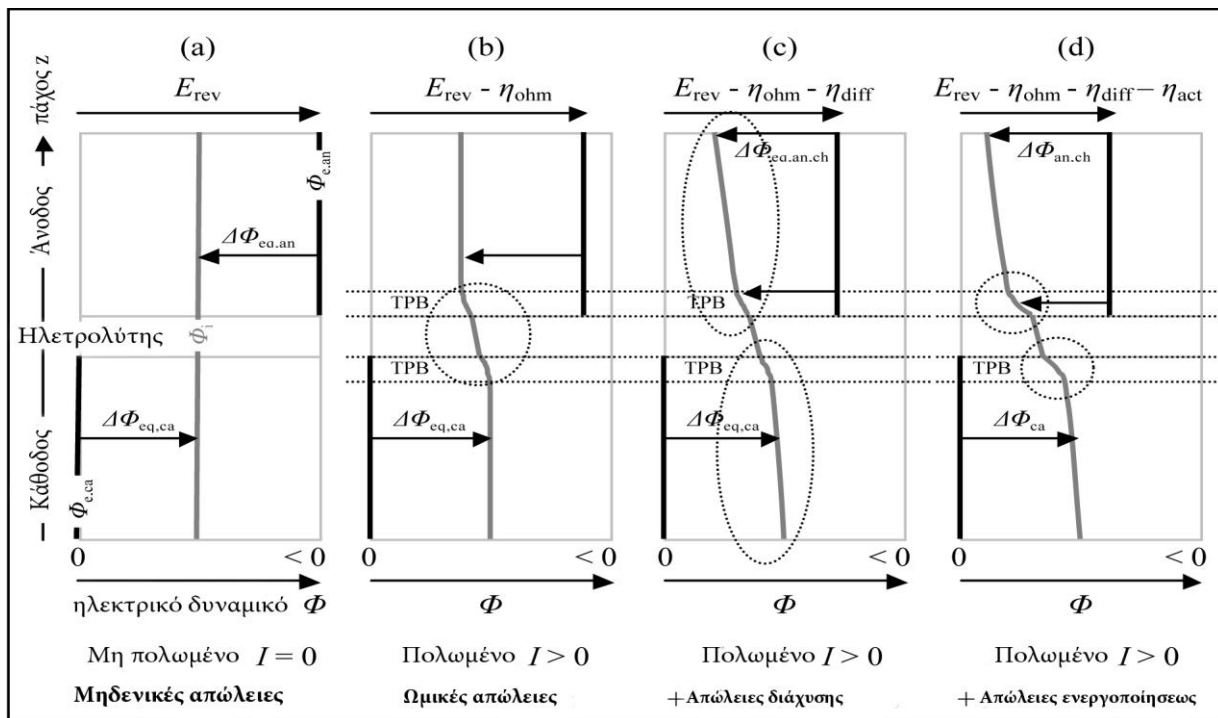 (a) (b) (c) (d)
E_rev E_rev - η_ohm E_rev - η_ohm - η_diff E_rev - η_ohm - η_diff − η_act
πάχος z
Άνοδος
Ηλετρολύτης
Κάθοδος
Φ_e.an
ΔΦ_eq.an
Φ_i
ΔΦ_eq,ca
Φ_e.ca
0 < 0
ηλεκτρικό δυναμικό Φ
Μη πολωμένο I = 0
Μηδενικές απώλειες
TPB
TPB
ΔΦ_eq,ca
0 < 0
Φ
Πολωμένο I > 0
Ωμικές απώλειες
ΔΦ_eq.an.ch
TPB
ΔΦ_eq,ca
0 < 0
Φ
Πολωμένο I > 0
+Απώλειες διάχυσης
ΔΦ_an.ch
TPB
ΔΦ_ca
0 < 0
Φ
Πολωμένο I > 0
+ Απώλειες ενεργοποίησεως